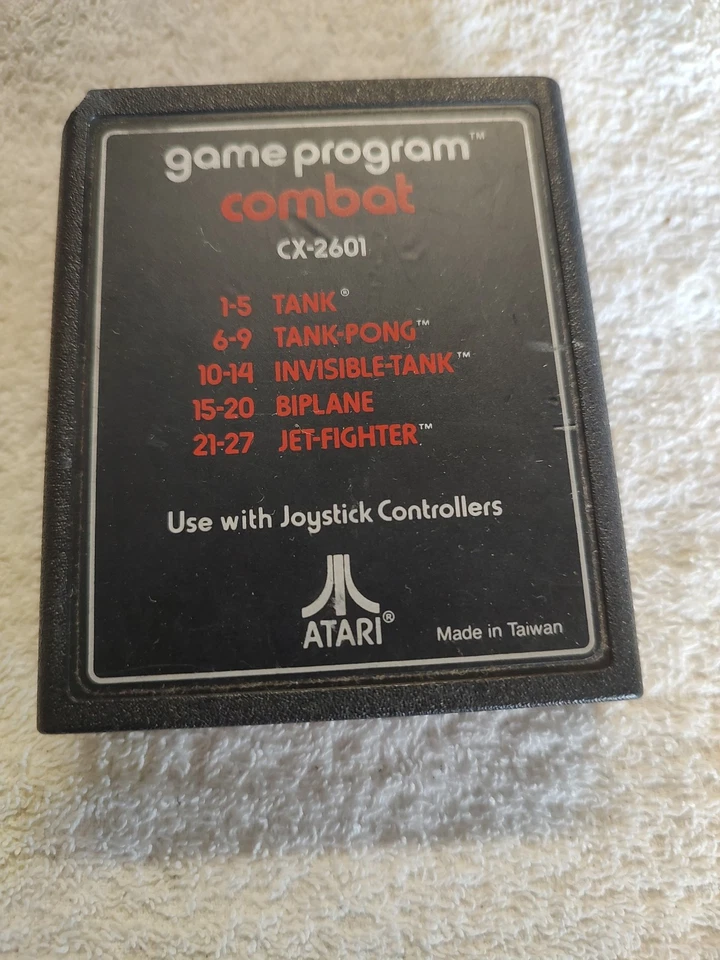 game program™
combat
CX-2601
1-5 TANK®
6-9 TANK-PONG™
10-14 INVISIBLE-TANK™
15-20 BIPLANE
21-27 JET-FIGHTER™
Use with Joystick Controllers
ATARI®
Made in Taiwan